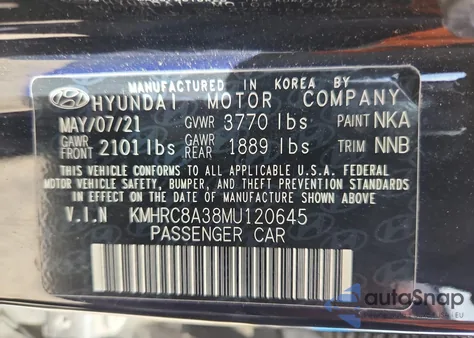 MANUFACTURED IN KOREA BY
HYUNDAI MOTOR COMPANY
MAY/07/21 GVWR 3770 lbs PAINT NKA
GAWR FRONT 2101 lbs GAWR REAR 1889 lbs TRIM NNB
THIS VEHICLE CONFORMS TO ALL APPLICABLE U.S.A. FEDERAL
MOTOR VEHICLE SAFETY, BUMPER, AND THEFT PREVENTION
STANDARDS IN EFFECT ON THE DATE OF MANUFACTURE SHOWN
ABOVE.
V.I.N KMHRC8A38MU120645
PASSENGER CAR
autoSnap